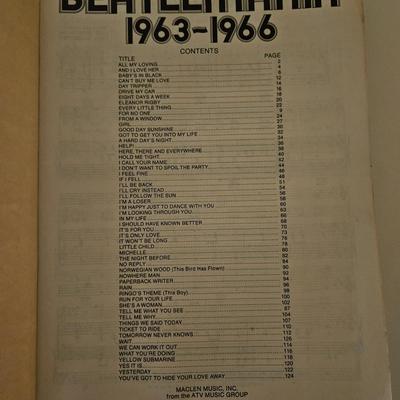 BEATLEMANIA
1963-1966
CONTENTS
TITLE PAGE
ALL MY LOVING 2
AND I LOVE HER 4
BABY'S IN BLACK 6
CAN'T BUY ME LOVE 12
DAY TRIPPER 14
DRIVE MY CAR 16
EIGHT DAYS A WEEK 18
ELEANOR RIGBY 20
EVERY LITTLE THING 22
FOR NO ONE 9
FROM A WINDOW 24
GIRL 27
GOOD DAY SUNSHINE 30
GOT TO GET YOU INTO MY LIFE 32
A HARD DAY'S NIGHT 34
HELP! 36
HERE, THERE AND EVERYWHERE 38
HOLD ME TIGHT 40
I CALL YOUR NAME 42
I DON'T WANT TO SPOIL THE PARTY 44
I FEEL FINE 46
IF I FELL 48
I'LL BE BACK 51
I'LL CRY INSTEAD 54
I'LL FOLLOW THE SUN 56
I'M A LOSER 58
I'M HAPPY JUST TO DANCE WITH YOU 60
I'M LOOKING THROUGH YOU 63
IN MY LIFE 66
I SHOULD HAVE KNOWN BETTER 68
IT'S FOR YOU 70
IT'S ONLY LOVE 73
IT WON'T BE LONG 76
LITTLE CHILD 78
MICHELLE 80
THE NIGHT BEFORE 82
NO REPLY 84
NORWEGIAN WOOD (This Bird Has Flown) 90
NOWHERE MAN 92
PAPERBACK WRITER 94
RAIN 96
RINGO'S THEME (This Boy) 98
RUN FOR YOUR LIFE 100
SHE'S A WOMAN 102
TELL ME WHAT YOU SEE 87
TELL ME WHY 104
THINGS WE SAID TODAY 107
TICKET TO RIDE 110
TOMORROW NEVER KNOWS 112
WAIT 126
WE CAN WORK IT OUT 114
WHAT YOU'RE DOING 116
YELLOW SUBMARINE 118
YES IT IS 120
YESTERDAY 122
YOU'VE GOT TO HIDE YOUR LOVE AWAY 124
MACLEN MUSIC, INC.
from the ATV MUSIC GROUP